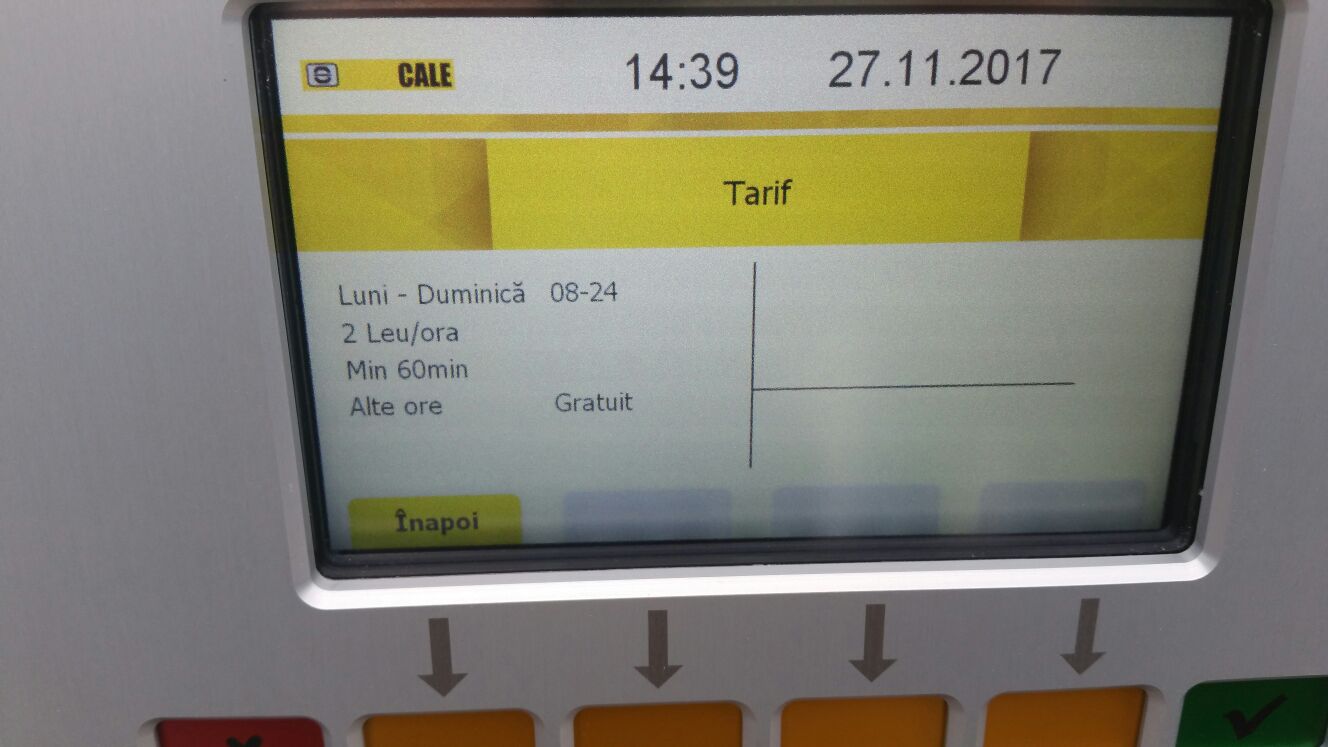 CALE 14:39 27.11.2017
Tarif
Luni - Duminică 08-24
2 Leu/ora
Min 60min
Alte ore Gratuit
Înapoi